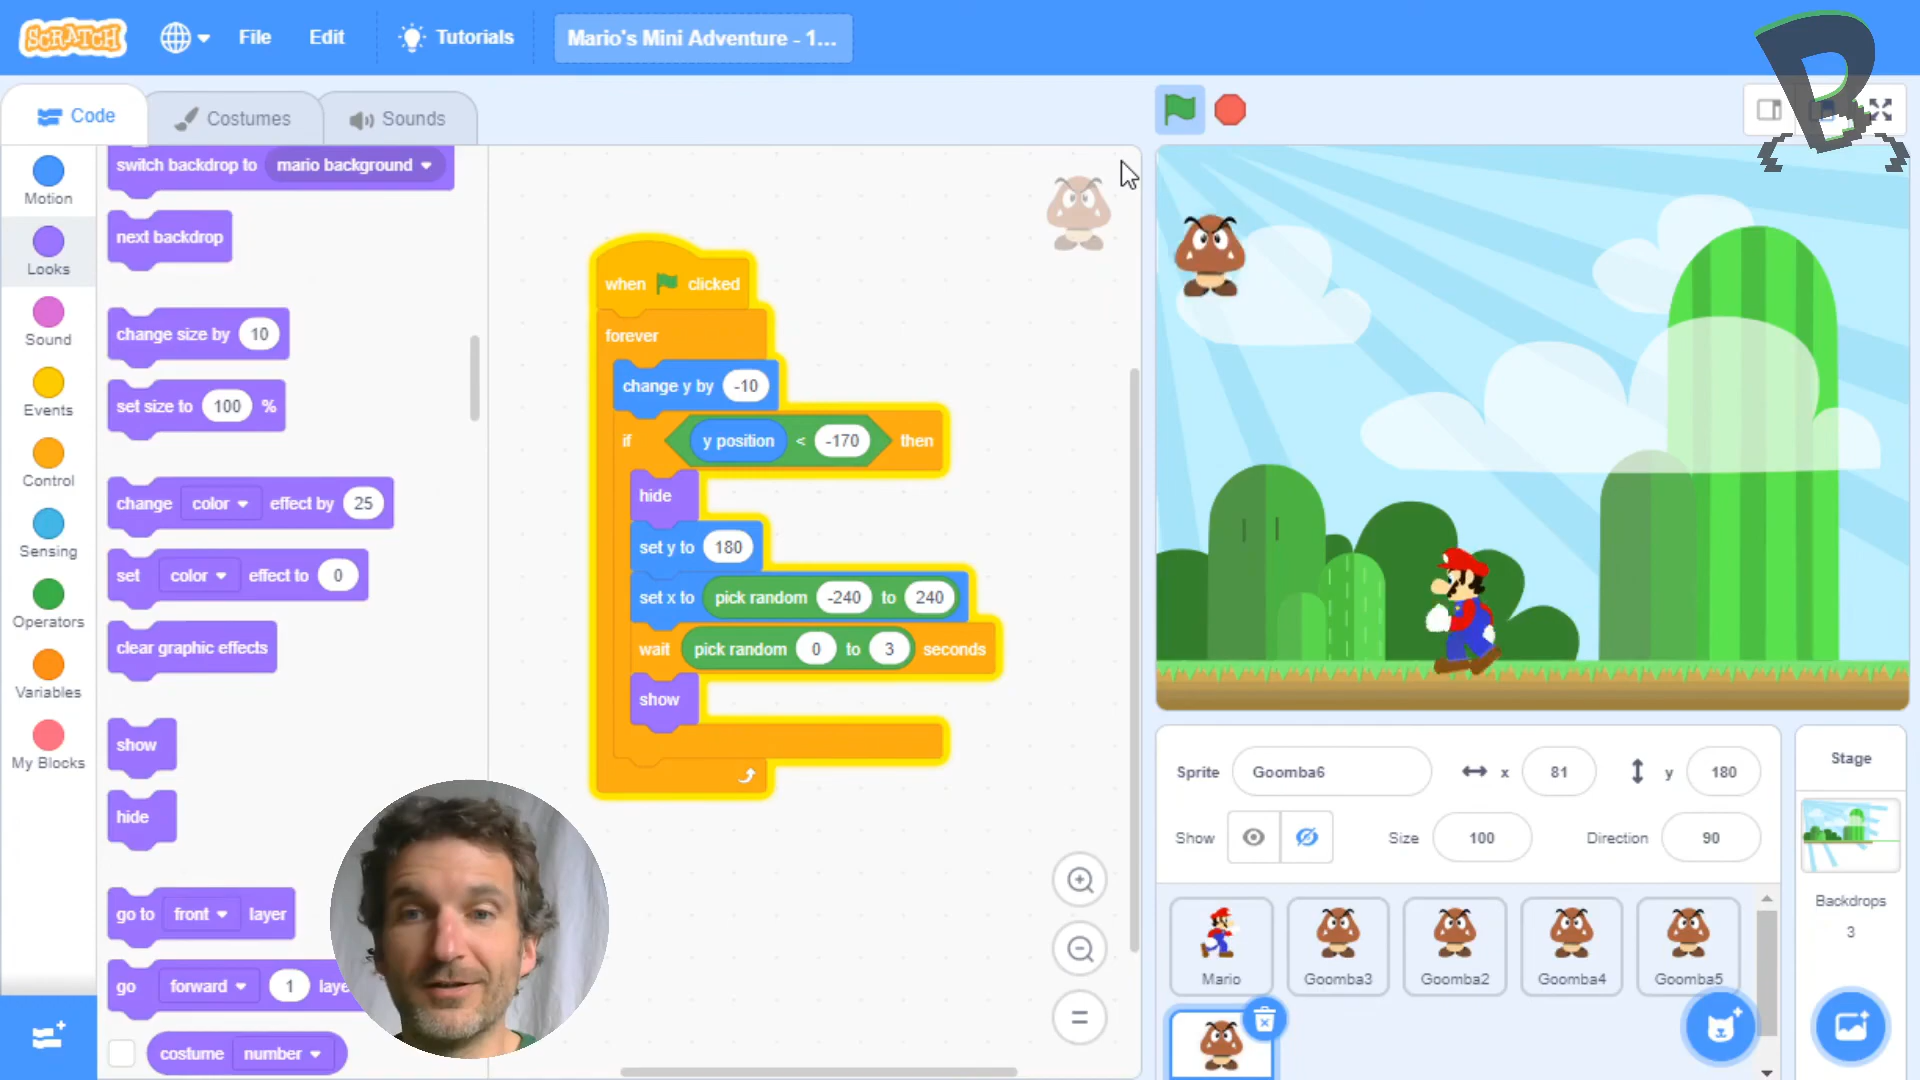 SCRATCH
File
Edit
Tutorials
Mario's Mini Adventure - 1...
Code
Costumes
Sounds
Motion
Looks
Sound
Events
Control
Sensing
Operators
Variables
My Blocks
switch backdrop to mario background
next backdrop
change size by 10
set size to 100 %
change color effect by 25
set color effect to 0
clear graphic effects
show
hide
go to front layer
go forward 1 laye
costume number
when clicked
forever
change y by -10
if y position < -170 then
hide
set y to 180
set x to pick random -240 to 240
wait pick random 0 to 3 seconds
show
B
Sprite Goomba6 x 81 y 180
Show Size 100 Direction 90
Mario
Goomba3
Goomba2
Goomba4
Goomba5
Stage
Backdrops
3